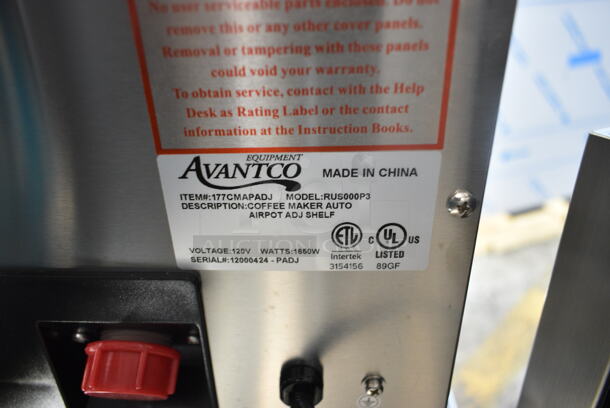 No user serviceable parts enclosed. Do not
remove this or any other cover panels.
Removal or tampering with these panels
could void your warranty.
To obtain service, contact with the Help
Desk as Rating Label or the contact
information at the Instruction Books.
AVANTCO
EQUIPMENT
MADE IN CHINA
ITEM#:177CMAPADJ MODEL:RUS000P3
DESCRIPTION:COFFEE MAKER AUTO
AIRPOT ADJ SHELF
VOLTAGE:120V WATTS:1650W
SERIAL#:12000424 - PADJ
ETL
Intertek
3154156
C UL US
LISTED
89GF